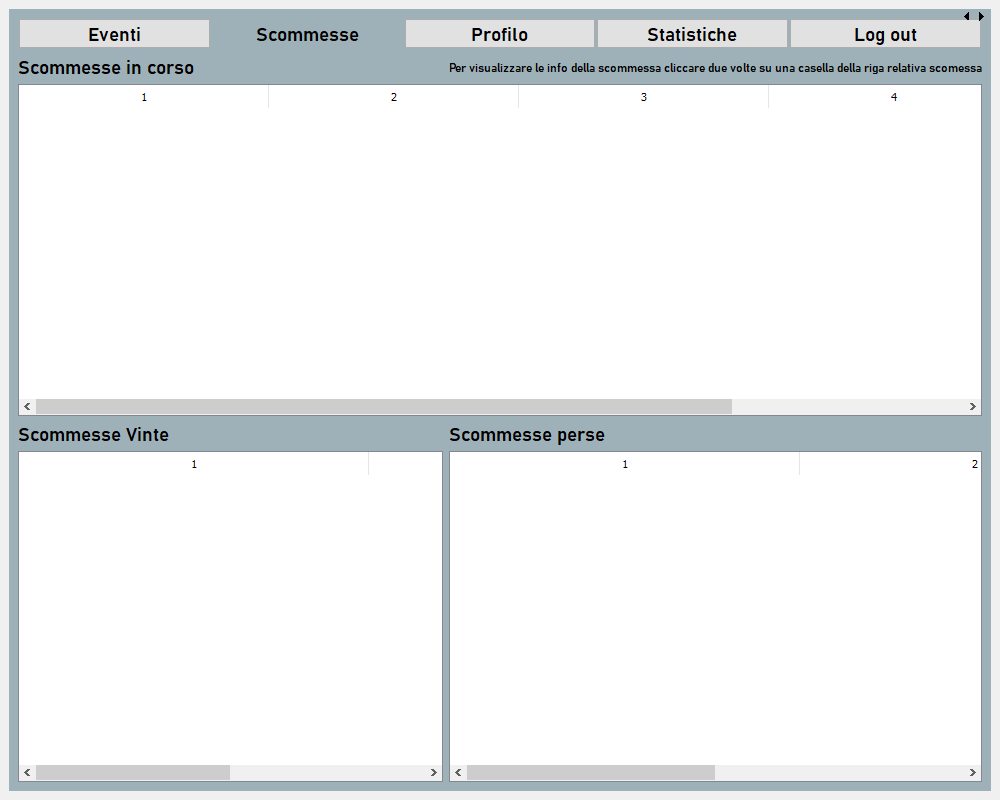 Eventi Scommesse Profilo Statistiche Log out
Scommesse in corso Per visualizzare le info della scommessa cliccare due volte su una casella della riga relativa scomessa
1 2 3 4
Scommesse Vinte Scommesse perse
1 1 2